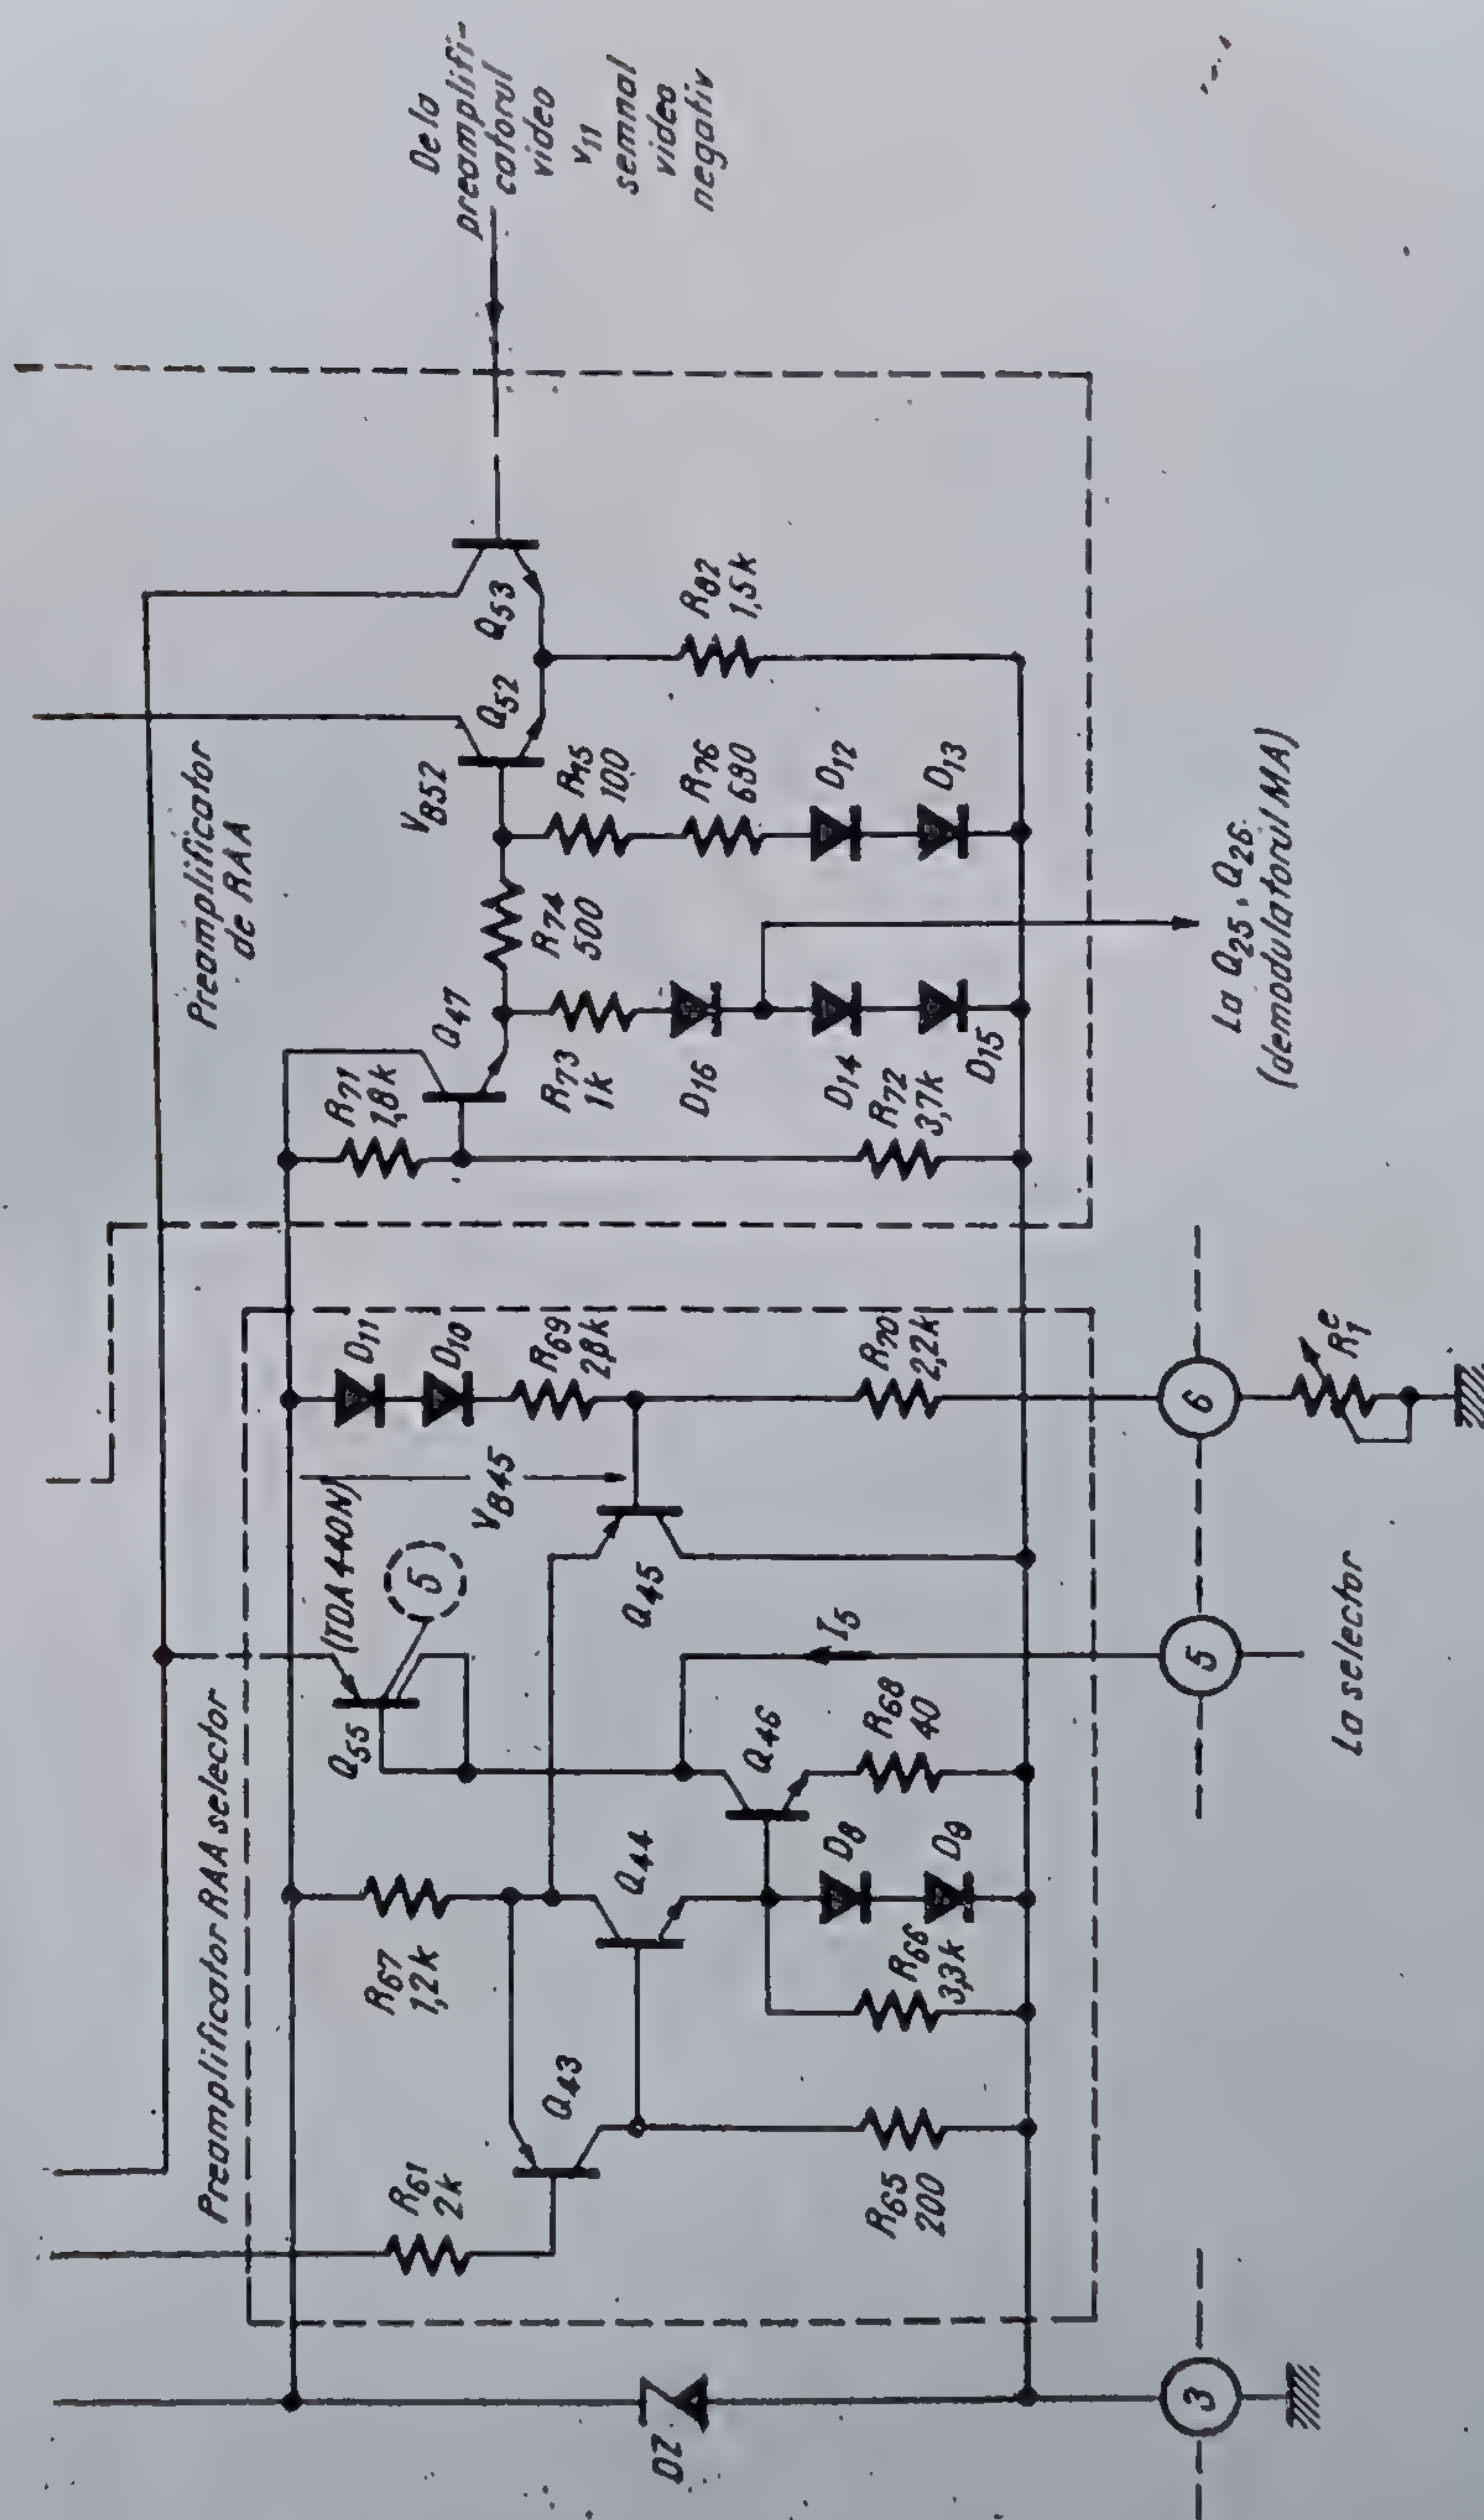 De la
preamplifi-
catorul
video
V11
semnal
video
negativ
Preamplificator
de RAA
Q53
Q52
VB52
R82
1,5k
R75
100
R76
680
D12
D13
R74
500
Q47
R73
1k
D16
D14
D15
R71
1,8k
R72
3,7k
La Q25, Q26
(demodulatorul MA)
Preamplificator RAA selector
D11
D10
R69
2,8k
R70
2,2k
VB45
(TDA440N)
5
Q55
Q45
I5
Q46
R68
40
Q44
D8
D9
R67
1,2k
R66
3,3k
Q43
R61
2k
R65
200
DZ
6
R1e
5
La selector
3